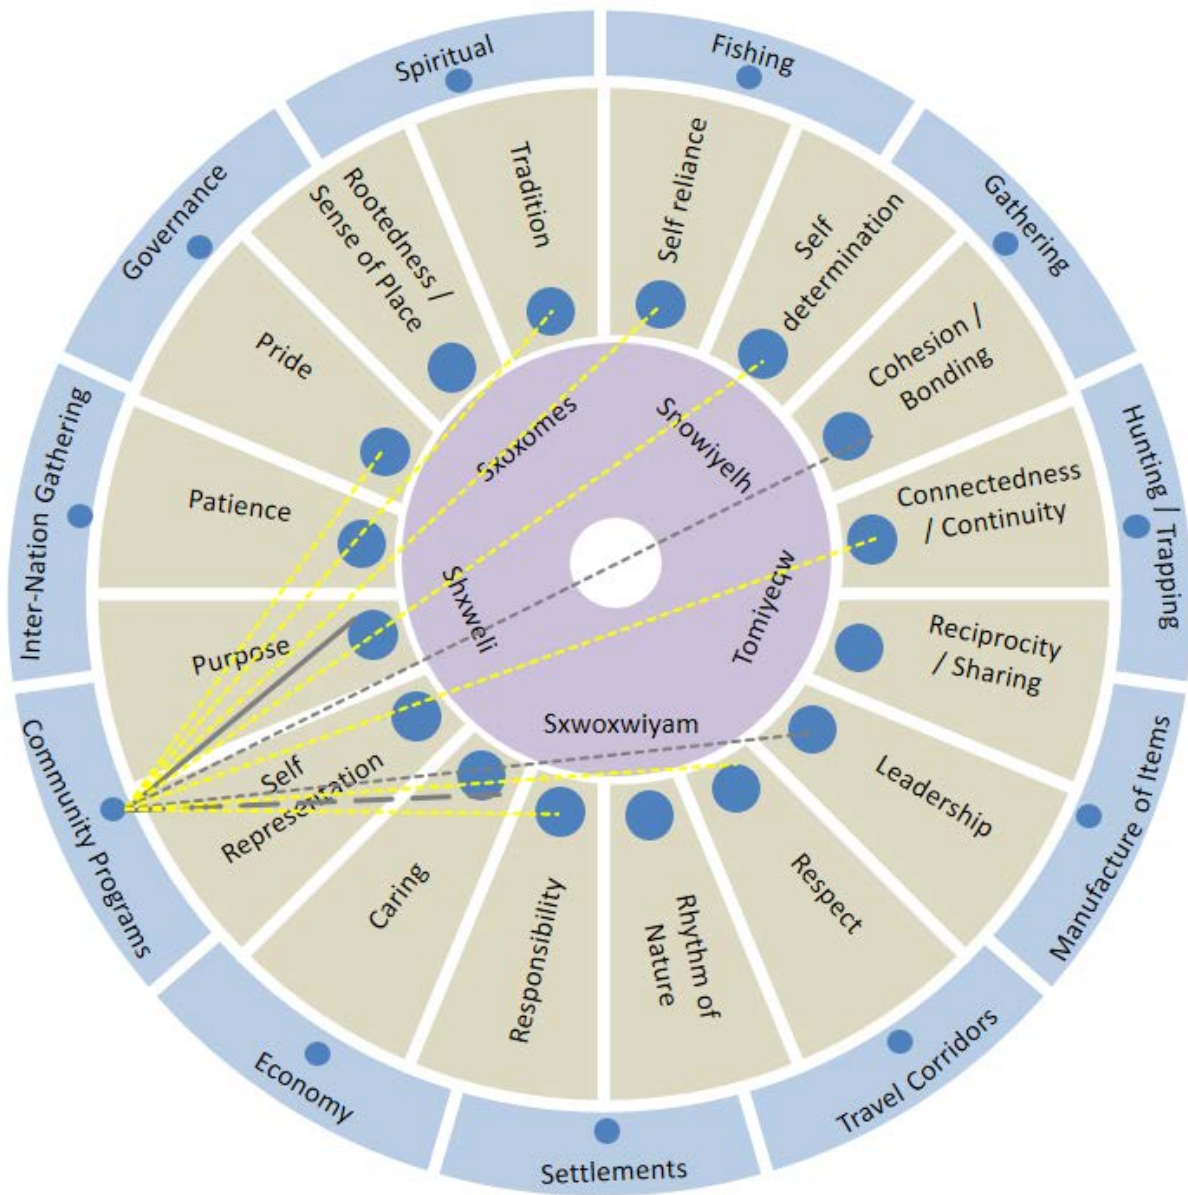 Spiritual
Fishing
Gathering
Hunting / Trapping
Manufacture of Items
Travel Corridors
Settlements
Economy
Community Programs
Inter-Nation Gathering
Governance
Tradition
Self reliance
Self
determination
Cohesion /
Bonding
Connectedness
/ Continuity
Reciprocity
/ Sharing
Leadership
Respect
Rhythm of
Nature
Responsibility
Caring
Self
Representation
Purpose
Patience
Pride
Rootedness /
Sense of Place
Sxoxomes
Snowiyelh
Tomiyeqw
Sxwoxwiyam
Shxweli